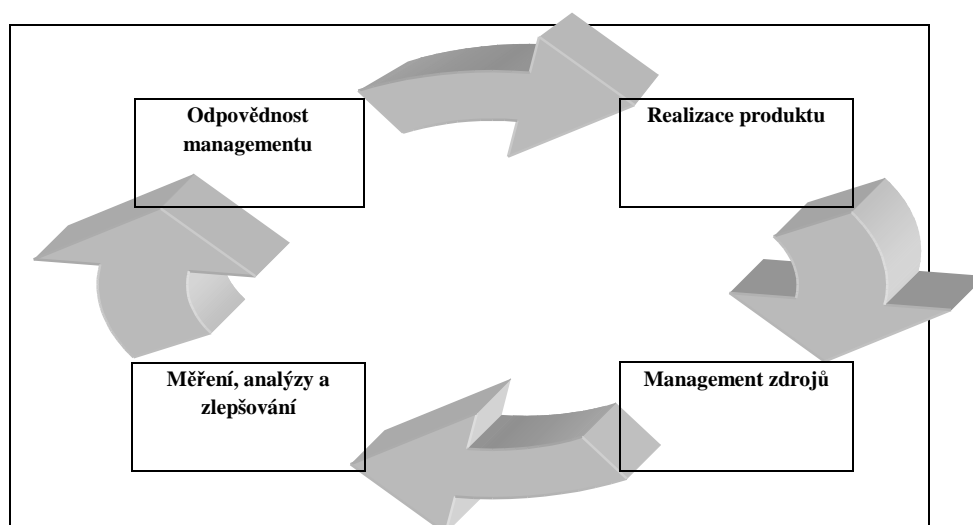 Odpovědnost
managementu
Realizace produktu
Měření, analýzy a
zlepšování
Management zdrojů